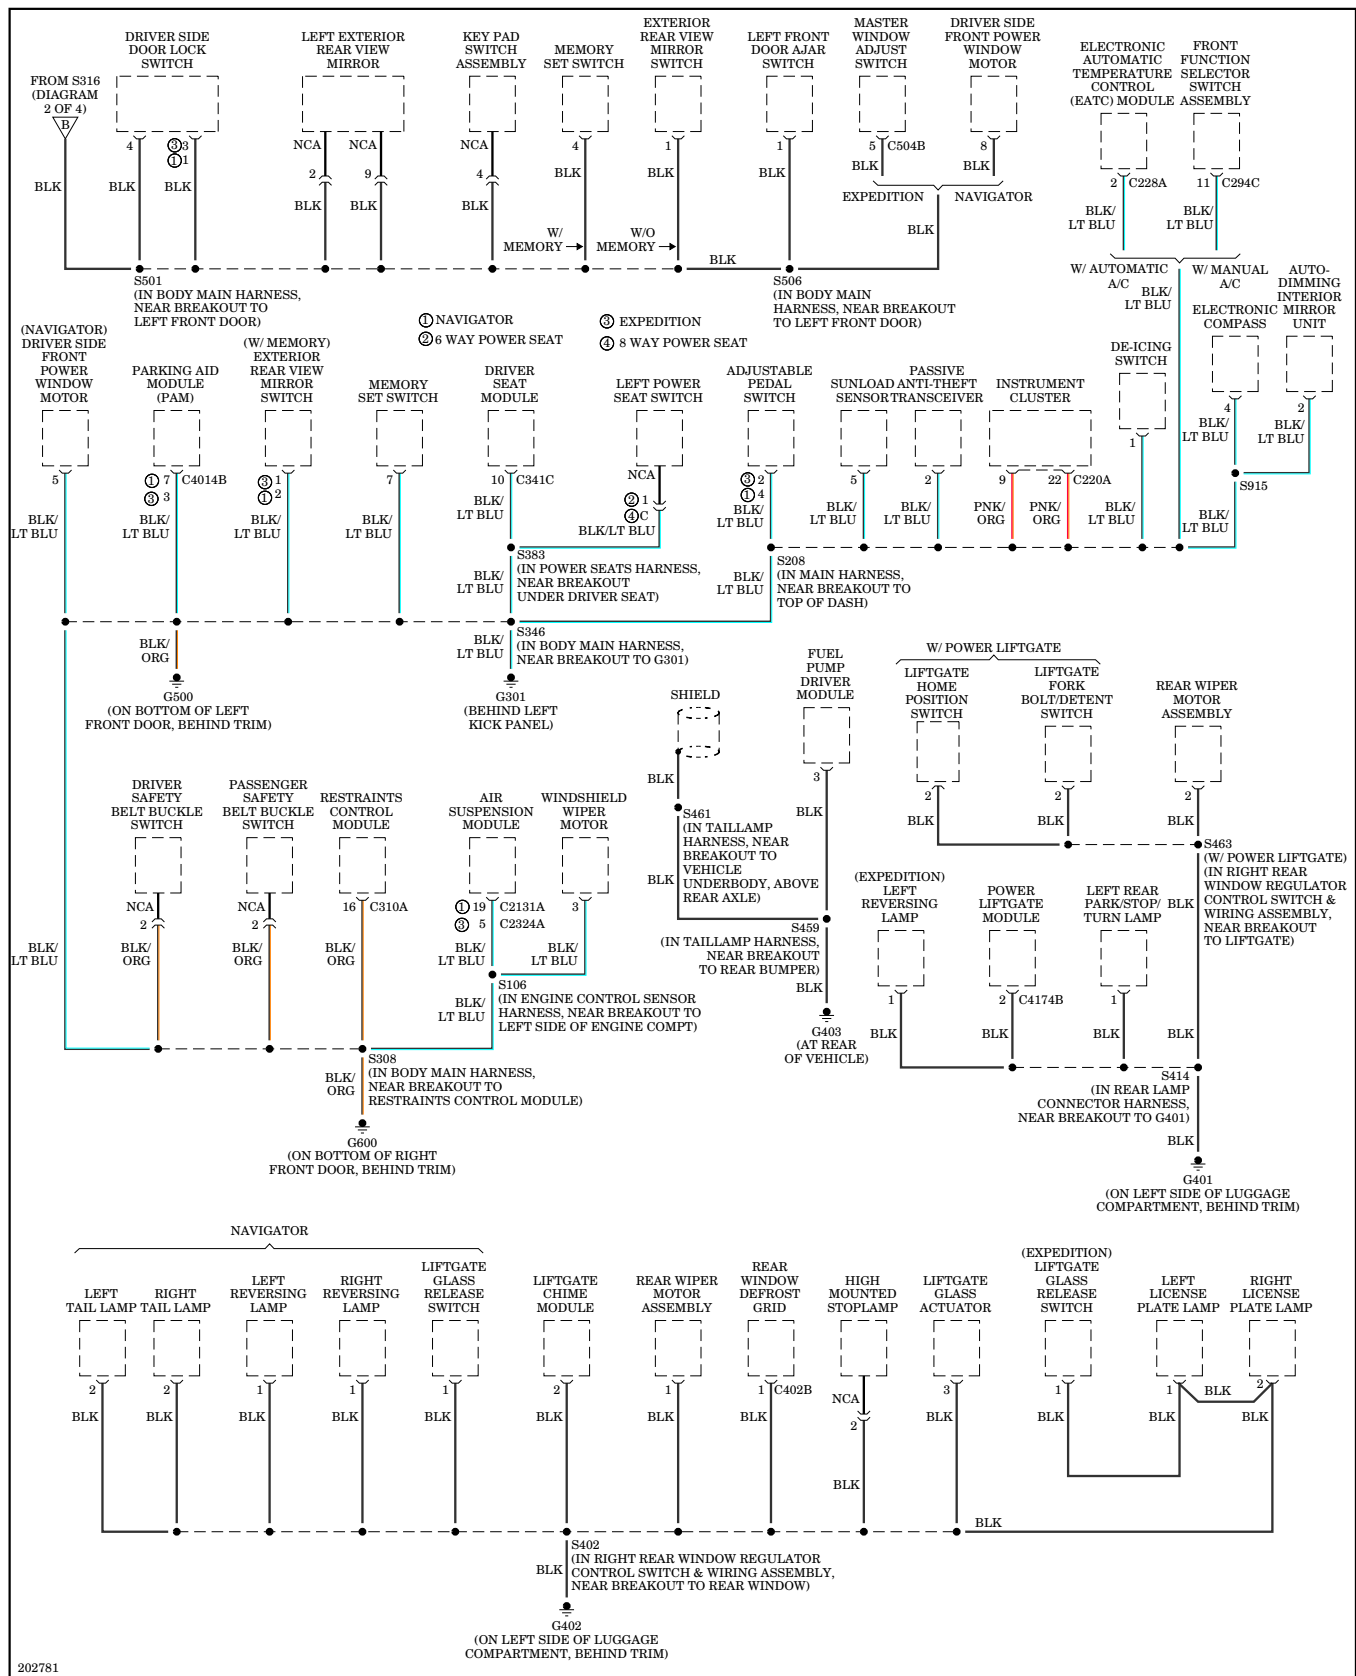 DRIVER SIDE
DOOR LOCK
SWITCH
LEFT EXTERIOR
REAR VIEW
MIRROR
KEY PAD
SWITCH
ASSEMBLY
MEMORY
SET SWITCH
EXTERIOR
REAR VIEW
MIRROR
SWITCH
LEFT FRONT
DOOR AJAR
SWITCH
MASTER
WINDOW
ADJUST
SWITCH
DRIVER SIDE
FRONT POWER
WINDOW
MOTOR
ELECTRONIC
AUTOMATIC
TEMPERATURE
CONTROL
(EATC) MODULE
FRONT
FUNCTION
SELECTOR
SWITCH
ASSEMBLY
FROM S316
(DIAGRAM
2 OF 4)
B
4
③ 3
① 1
NCA
NCA
NCA
4
1
1
5 C504B
8
2
9
4
2 C228A
11 C294C
BLK
BLK
BLK
BLK
BLK
BLK
BLK
BLK
BLK
BLK
BLK
EXPEDITION
NAVIGATOR
BLK
BLK/
LT BLU
BLK/
LT BLU
W/
MEMORY
W/O
MEMORY
BLK
W/ AUTOMATIC
A/C
W/ MANUAL
A/C
BLK/
LT BLU
S501
(IN BODY MAIN HARNESS,
NEAR BREAKOUT TO
LEFT FRONT DOOR)
S506
(IN BODY MAIN
HARNESS, NEAR BREAKOUT
TO LEFT FRONT DOOR)
① NAVIGATOR
② 6 WAY POWER SEAT
③ EXPEDITION
④ 8 WAY POWER SEAT
(NAVIGATOR)
DRIVER SIDE
FRONT
POWER
WINDOW
MOTOR
PARKING AID
MODULE
(PAM)
(W/ MEMORY)
EXTERIOR
REAR VIEW
MIRROR
SWITCH
MEMORY
SET SWITCH
DRIVER
SEAT
MODULE
LEFT POWER
SEAT SWITCH
ADJUSTABLE
PEDAL
SWITCH
SUNLOAD
SENSOR
PASSIVE
ANTI-THEFT
TRANSCEIVER
INSTRUMENT
CLUSTER
DE-ICING
SWITCH
ELECTRONIC
COMPASS
AUTO-
DIMMING
INTERIOR
MIRROR
UNIT
5
① 7 C4014B
③ 3
③ 1
① 2
7
10 C341C
NCA
② 1
④ C
③ 2
① 4
5
2
9
22 C220A
1
4
2
BLK/
LT BLU
BLK/
LT BLU
BLK/
LT BLU
BLK/
LT BLU
BLK/
LT BLU
BLK/LT BLU
BLK/
LT BLU
BLK/
LT BLU
BLK/
LT BLU
PNK/
ORG
PNK/
ORG
BLK/
LT BLU
BLK/
LT BLU
BLK/
LT BLU
S915
BLK/
LT BLU
S383
(IN POWER SEATS HARNESS,
NEAR BREAKOUT
UNDER DRIVER SEAT)
BLK/
LT BLU
BLK/
LT BLU
S208
(IN MAIN HARNESS,
NEAR BREAKOUT TO
TOP OF DASH)
BLK/
ORG
BLK/
LT BLU
S346
(IN BODY MAIN HARNESS,
NEAR BREAKOUT TO G301)
G500
(ON BOTTOM OF LEFT
FRONT DOOR, BEHIND TRIM)
G301
(BEHIND LEFT
KICK PANEL)
SHIELD
FUEL
PUMP
DRIVER
MODULE
W/ POWER LIFTGATE
LIFTGATE
HOME
POSITION
SWITCH
LIFTGATE
FORK
BOLT/DETENT
SWITCH
REAR WIPER
MOTOR
ASSEMBLY
3
2
2
2
BLK
BLK
BLK
BLK
BLK
S461
(IN TAILLAMP
HARNESS, NEAR
BREAKOUT TO
VEHICLE
UNDERBODY, ABOVE
REAR AXLE)
BLK
S463
(W/ POWER LIFTGATE)
(IN RIGHT REAR
WINDOW REGULATOR
CONTROL SWITCH &
WIRING ASSEMBLY,
NEAR BREAKOUT
TO LIFTGATE)
DRIVER
SAFETY
BELT BUCKLE
SWITCH
PASSENGER
SAFETY
BELT BUCKLE
SWITCH
RESTRAINTS
CONTROL
MODULE
AIR
SUSPENSION
MODULE
WINDSHIELD
WIPER
MOTOR
(EXPEDITION)
LEFT
REVERSING
LAMP
POWER
LIFTGATE
MODULE
LEFT REAR
PARK/STOP/
TURN LAMP
BLK
NCA
2
NCA
2
16 C310A
① 19 C2131A
③ 5 C2324A
3
S459
(IN TAILLAMP HARNESS,
NEAR BREAKOUT
TO REAR BUMPER)
BLK/
LT BLU
BLK/
ORG
BLK/
ORG
BLK/
ORG
BLK/
LT BLU
BLK/
LT BLU
BLK
1
2 C4174B
1
S106
(IN ENGINE CONTROL SENSOR
HARNESS, NEAR BREAKOUT TO
LEFT SIDE OF ENGINE COMPT)
BLK/
LT BLU
G403
(AT REAR
OF VEHICLE)
BLK
BLK
BLK
BLK
S308
(IN BODY MAIN HARNESS,
NEAR BREAKOUT TO
RESTRAINTS CONTROL MODULE)
BLK/
ORG
S414
(IN REAR LAMP
CONNECTOR HARNESS,
NEAR BREAKOUT TO G401)
BLK
G600
(ON BOTTOM OF RIGHT
FRONT DOOR, BEHIND TRIM)
G401
(ON LEFT SIDE OF LUGGAGE
COMPARTMENT, BEHIND TRIM)
NAVIGATOR
LEFT
TAIL LAMP
RIGHT
TAIL LAMP
LEFT
REVERSING
LAMP
RIGHT
REVERSING
LAMP
LIFTGATE
GLASS
RELEASE
SWITCH
LIFTGATE
CHIME
MODULE
REAR WIPER
MOTOR
ASSEMBLY
REAR
WINDOW
DEFROST
GRID
HIGH
MOUNTED
STOPLAMP
LIFTGATE
GLASS
ACTUATOR
(EXPEDITION)
LIFTGATE
GLASS
RELEASE
SWITCH
LEFT
LICENSE
PLATE LAMP
RIGHT
LICENSE
PLATE LAMP
2
2
1
1
1
2
1
1 C402B
NCA
2
3
1
1
BLK
2
BLK
BLK
BLK
BLK
BLK
BLK
BLK
BLK
BLK
BLK
BLK
BLK
BLK
BLK
S402
(IN RIGHT REAR WINDOW REGULATOR
CONTROL SWITCH & WIRING ASSEMBLY,
NEAR BREAKOUT TO REAR WINDOW)
BLK
G402
(ON LEFT SIDE OF LUGGAGE
COMPARTMENT, BEHIND TRIM)
202781